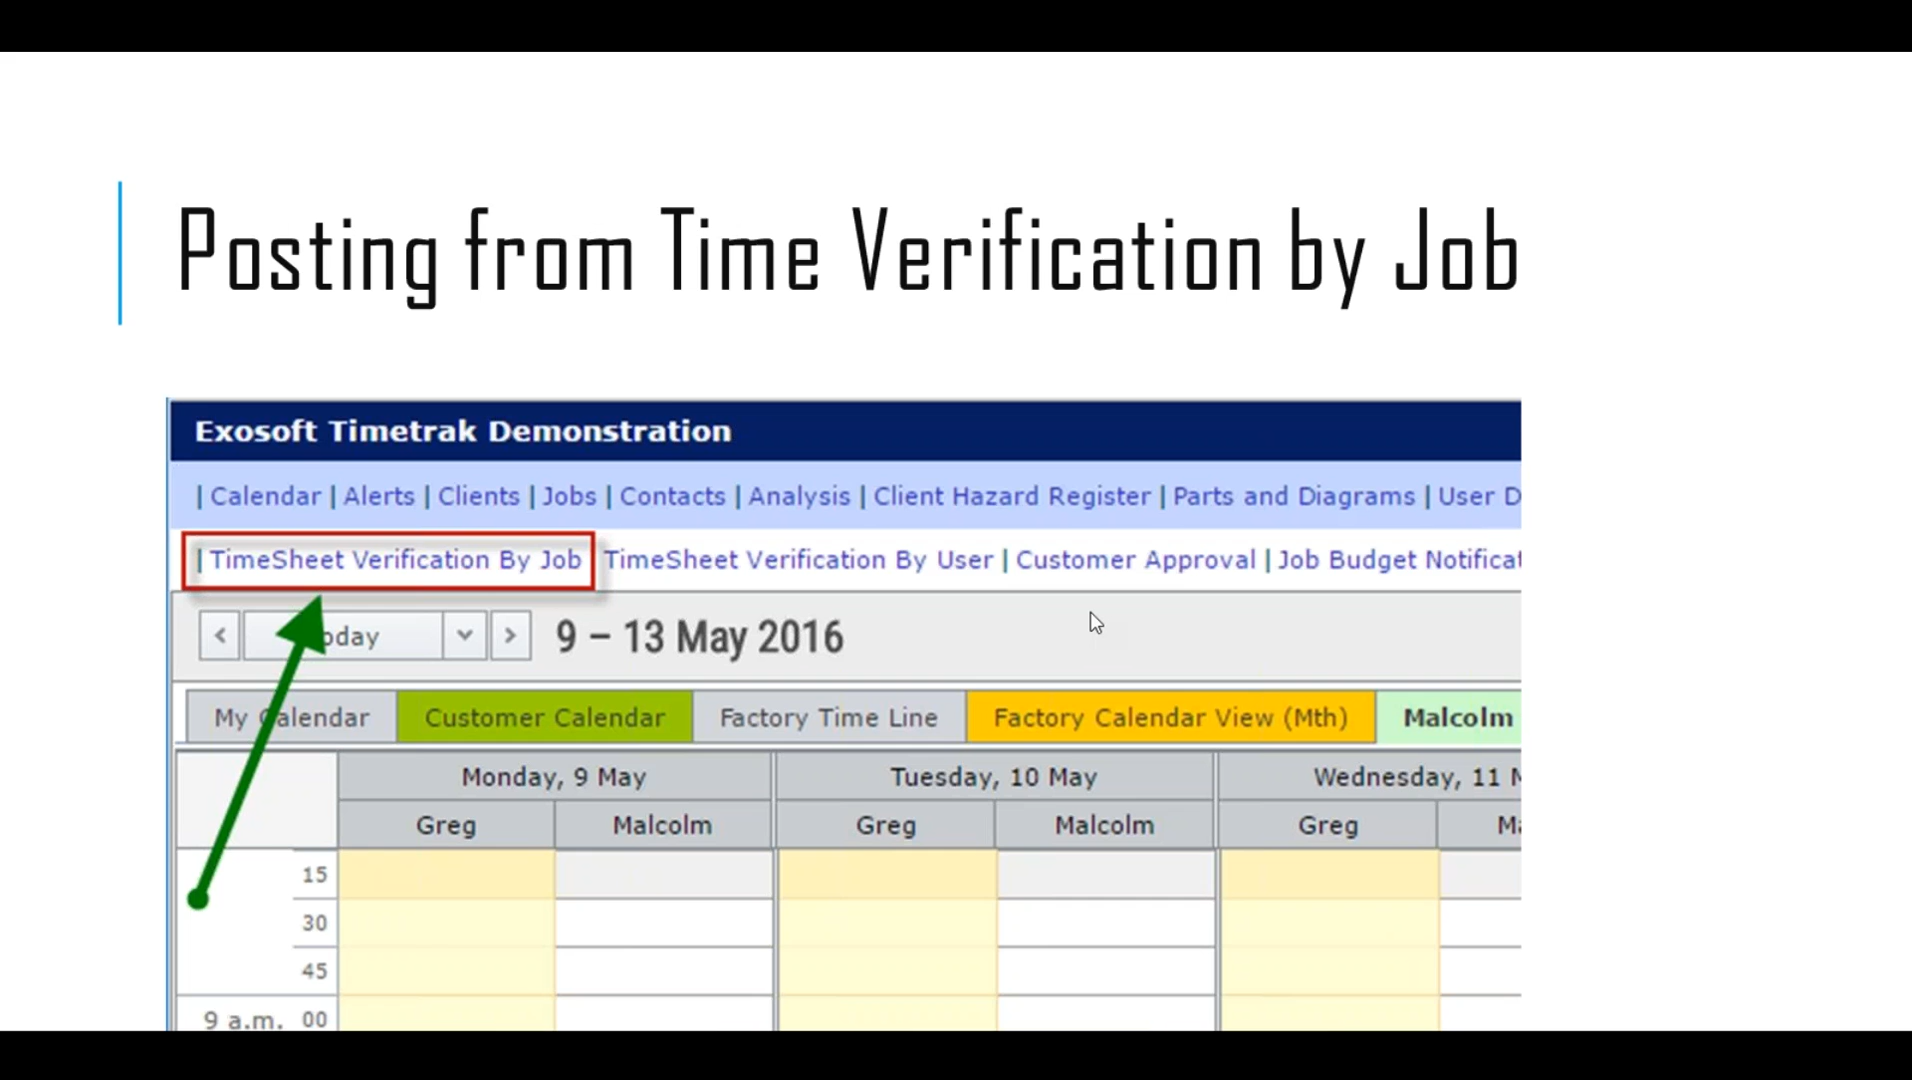 Posting from Time Verification by Job
Exosoft Timetrak Demonstration
| Calendar | Alerts | Clients | Jobs | Contacts | Analysis | Client Hazard Register | Parts and Diagrams | User D
| TimeSheet Verification By Job TimeSheet Verification By User | Customer Approval | Job Budget Notificat
< oday > 9 – 13 May 2016
My Calendar Customer Calendar Factory Time Line Factory Calendar View (Mth) Malcolm
Monday, 9 May Tuesday, 10 May Wednesday, 11 M
Greg Malcolm Greg Malcolm Greg Ma
15
30
45
9 a.m. 00